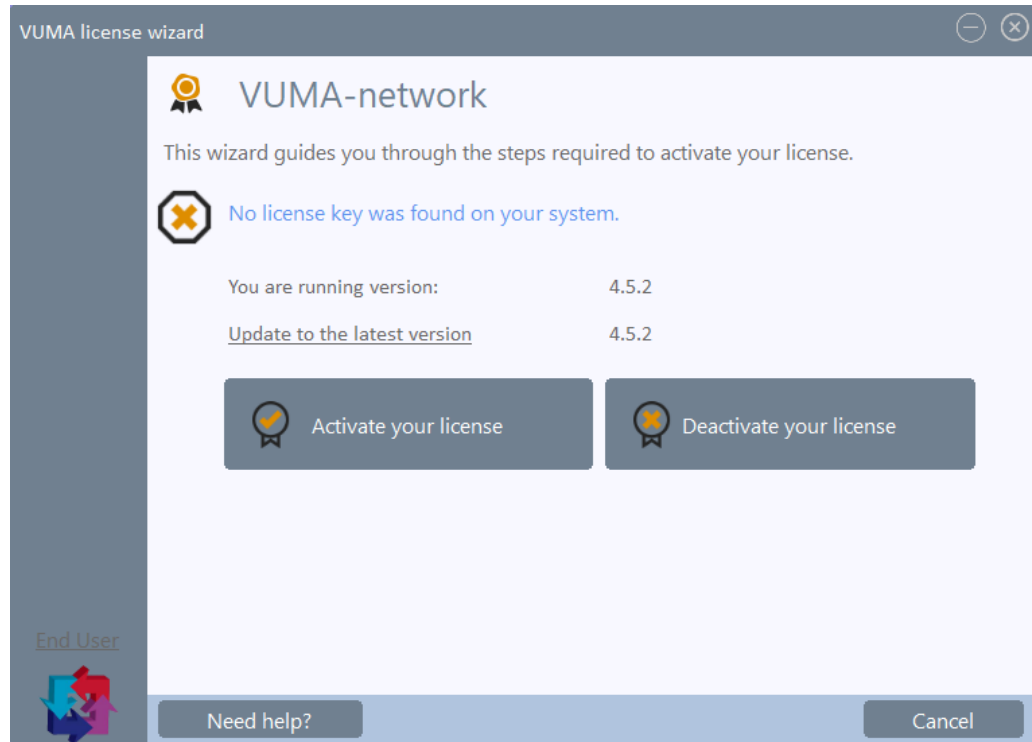 VUMA license wizard
VUMA-network
This wizard guides you through the steps required to activate your license.
No license key was found on your system.
You are running version: 4.5.2
Update to the latest version 4.5.2
Activate your license Deactivate your license
End User
Need help? Cancel